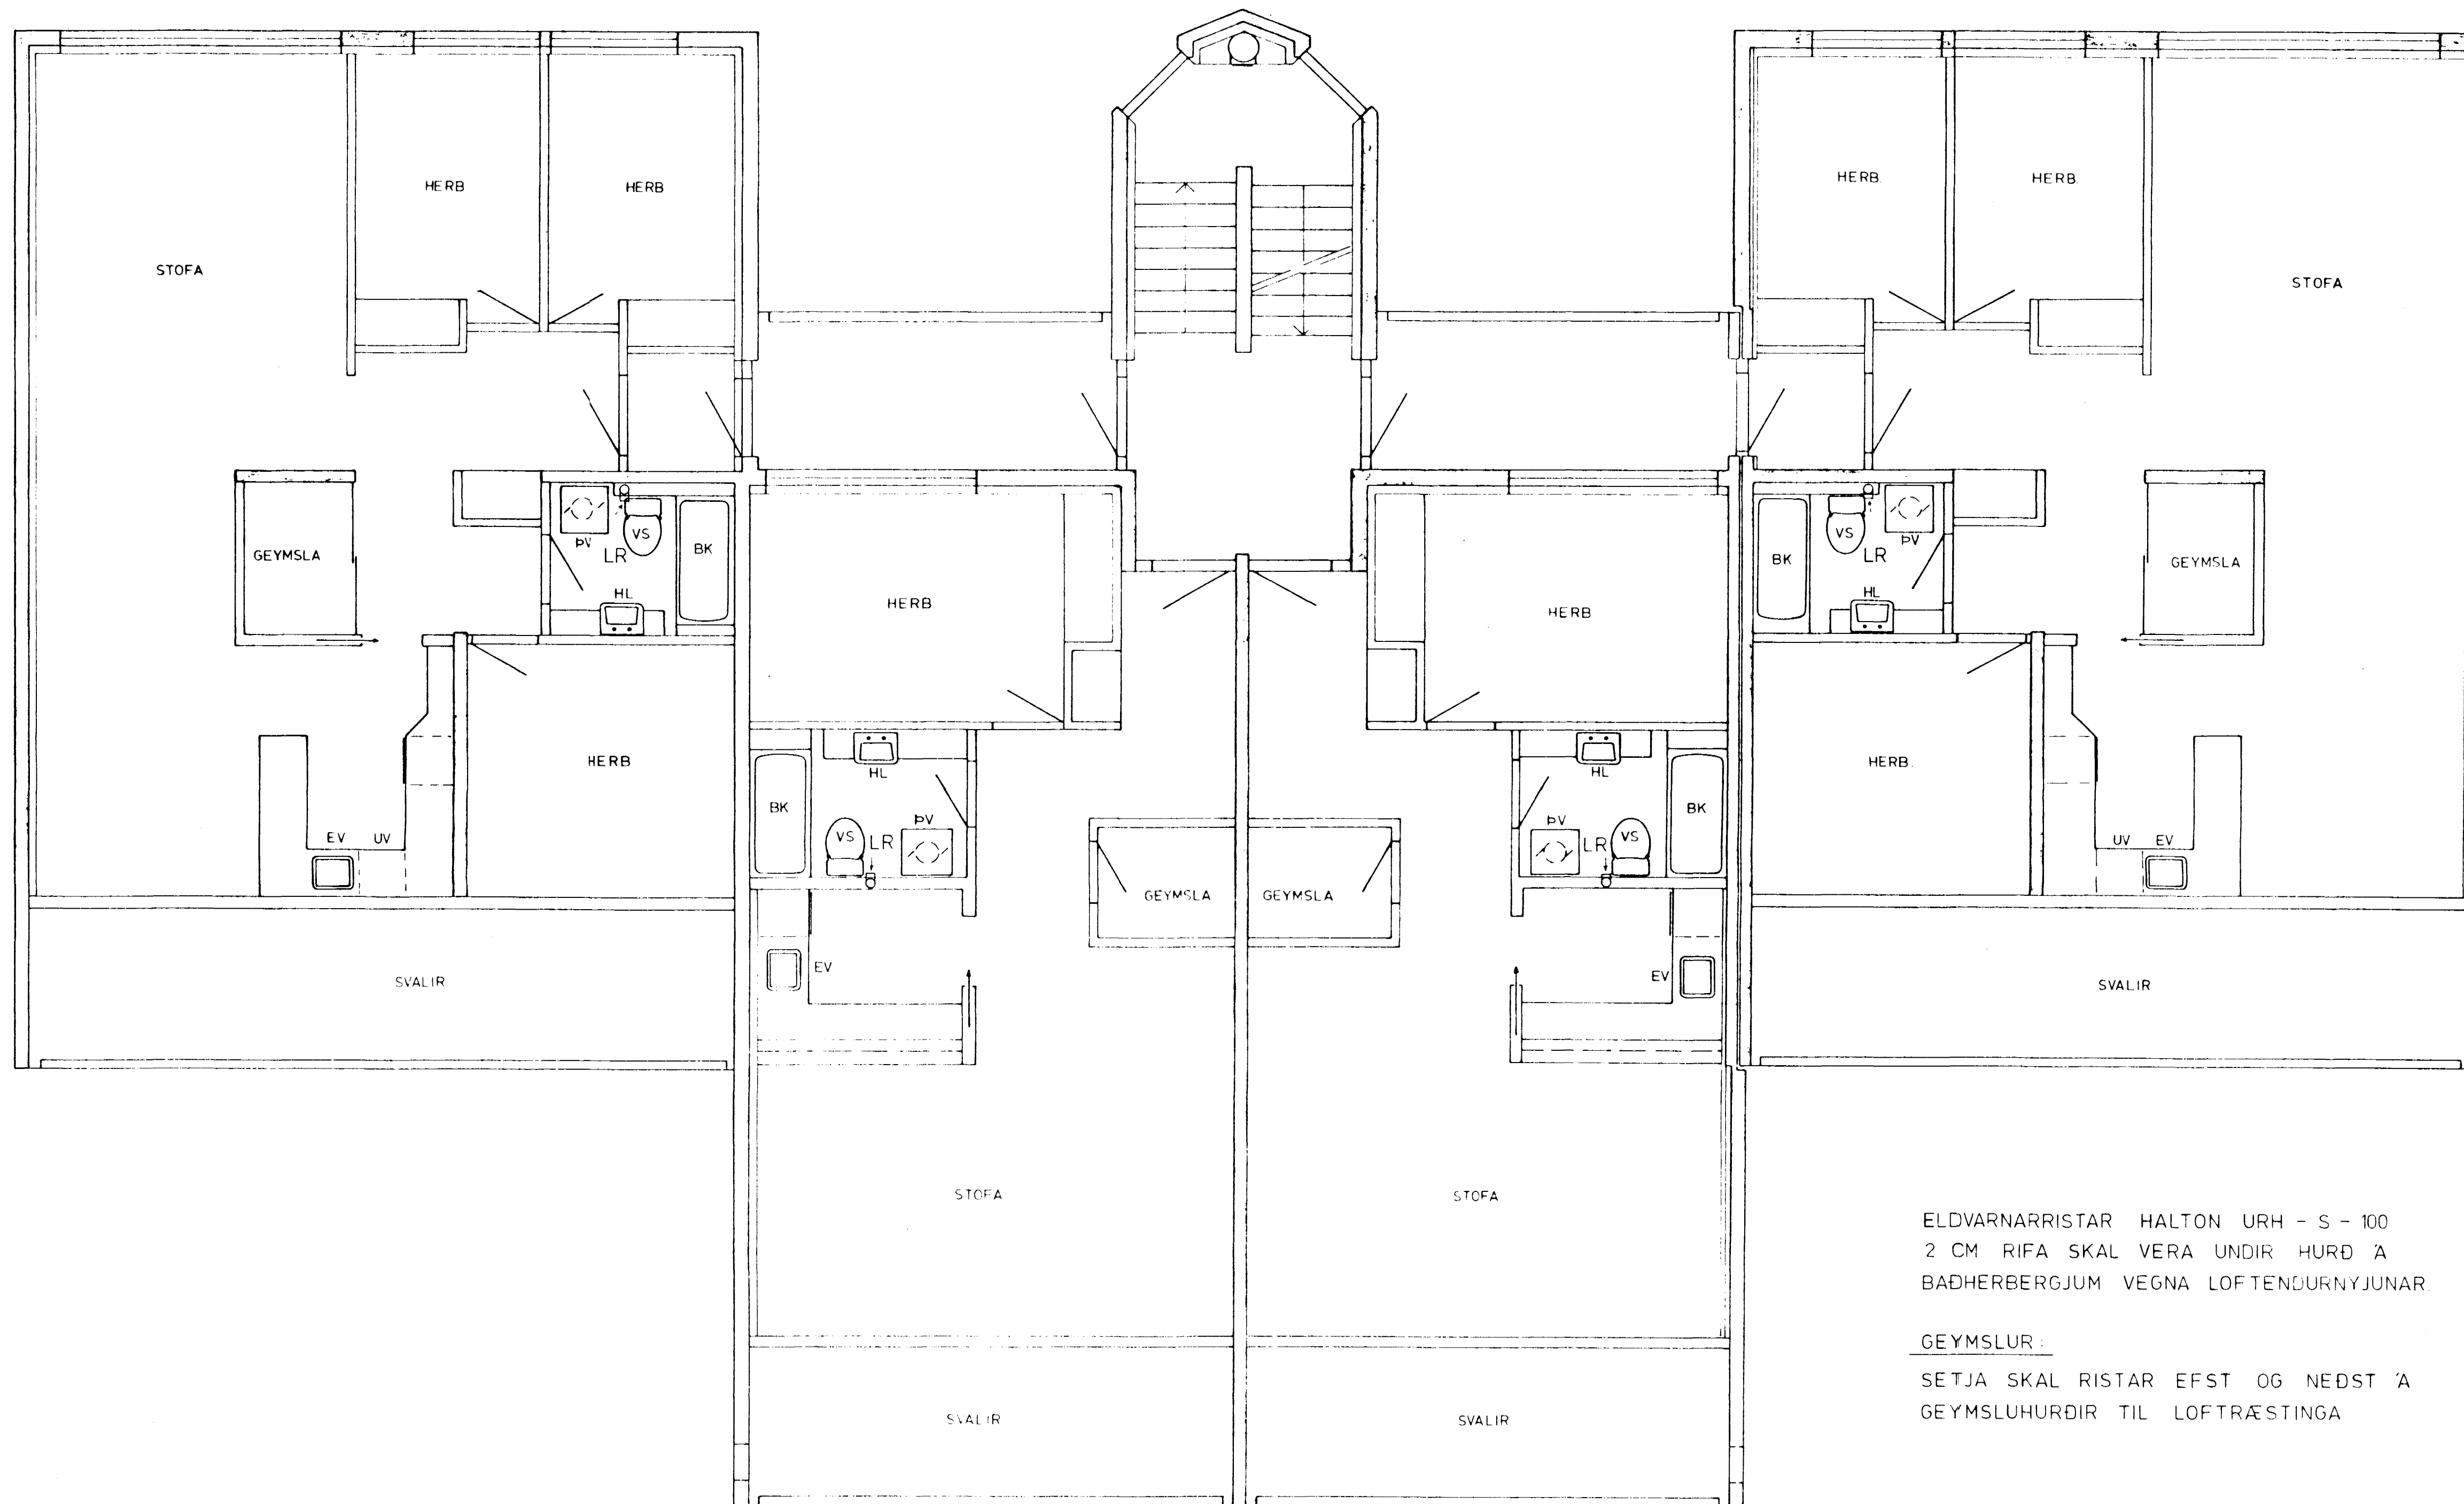 HERB
HERB
HERB.
HERB.
STOFA
STOFA
GEYMSLA
ÞV
VS
LR
BK
HL
HERB
HERB
BK
VS
LR
ÞV
HL
GEYMSLA
HERB
EV UV
HL
BK
VS
LR
ÞV
HL
BK
ÞV
LR
VS
HERB.
UV EV
GEYMSLA
GEYMSLA
EV
EV
SVALIR
SVALIR
STOFA
STOFA
SVALIR
SVALIR
ELDVARNARRISTAR HALTON URH - S - 100
2 CM RIFA SKAL VERA UNDIR HURÐ Á
BAÐHERBERGJUM VEGNA LOFTENDURNYJUNAR.
GEYMSLUR:
SETJA SKAL RISTAR EFST OG NEÐST Á
GEYMSLUHURÐIR TIL LOFTRÆSTINGA